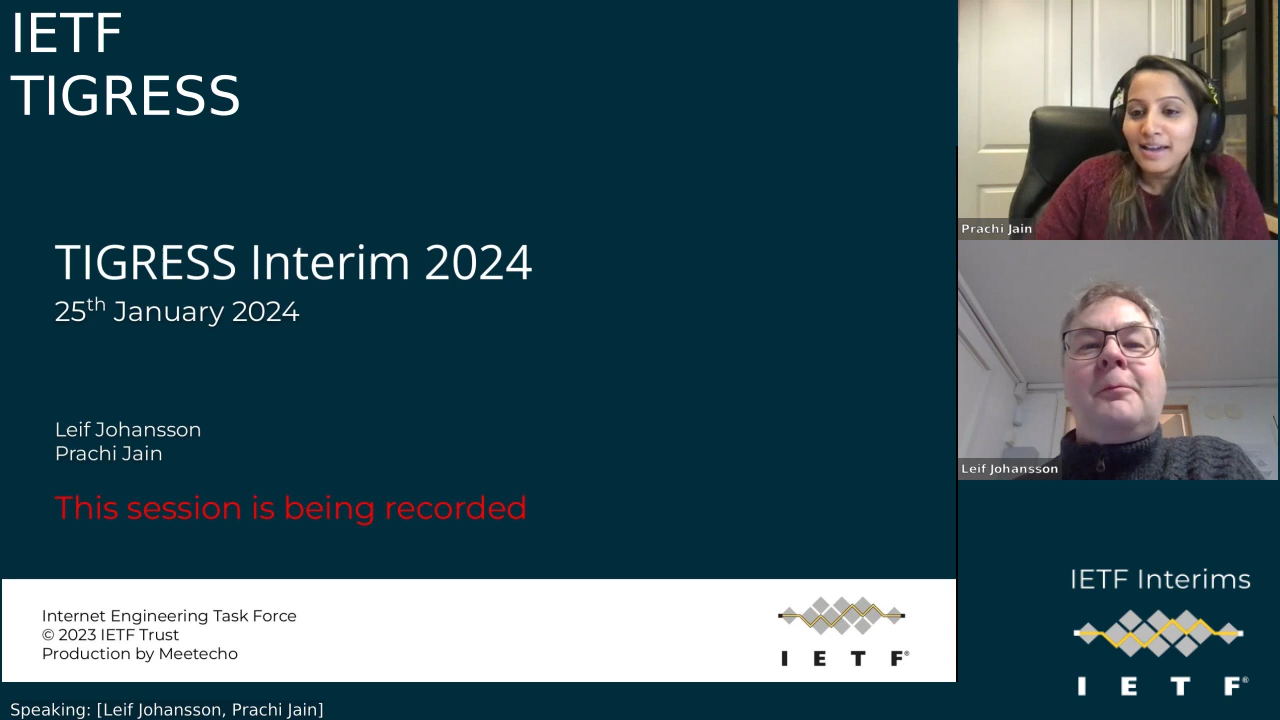 IETF
TIGRESS
TIGRESS Interim 2024
25th January 2024
Leif Johansson
Prachi Jain
This session is being recorded
Internet Engineering Task Force
© 2023 IETF Trust
Production by Meetecho
I E T F®
Speaking: [Leif Johansson, Prachi Jain]
Prachi Jain
Leif Johansson
IETF Interims
I E T F®